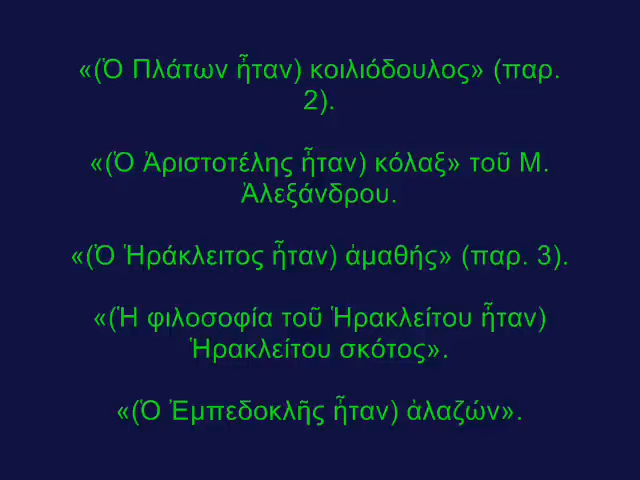 «(Ὁ Πλάτων ἦταν) κοιλιόδουλος» (παρ.
2).
«(Ὁ Ἀριστοτέλης ἦταν) κόλαξ» τοῦ Μ.
Ἀλεξάνδρου.
«(Ὁ Ἡράκλειτος ἦταν) ἀμαθής» (παρ. 3).
«(Ἡ φιλοσοφία τοῦ Ἡρακλείτου ἦταν)
Ἡρακλείτου σκότος».
«(Ὁ Ἐμπεδοκλῆς ἦταν) ἀλαζών».